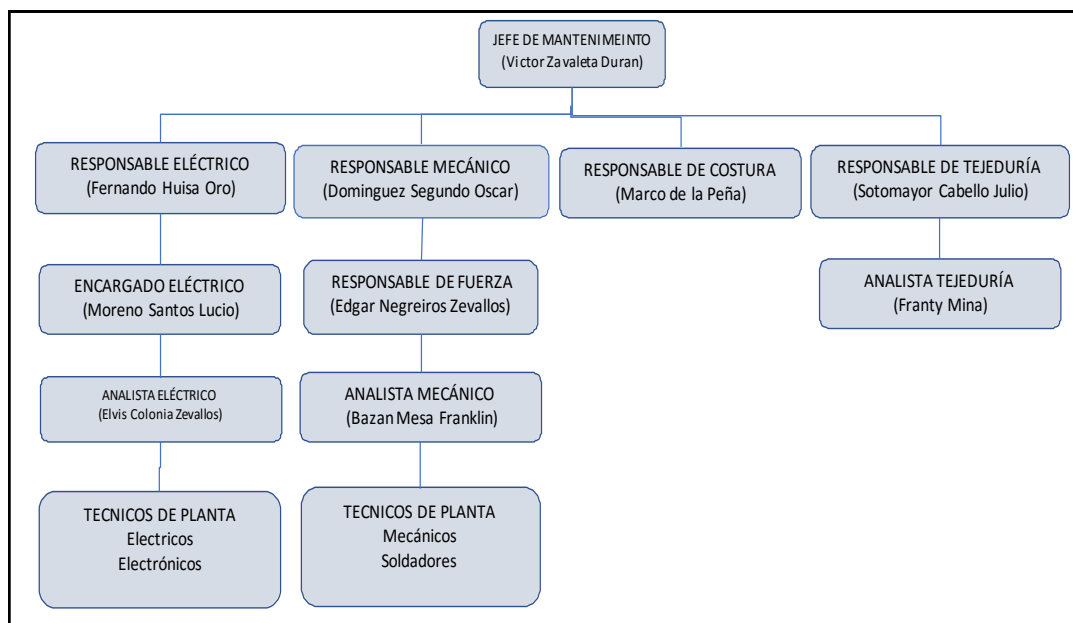 JEFE DE MANTENIMEINTO
(Victor Zavaleta Duran)
RESPONSABLE ELÉCTRICO
(Fernando Huisa Oro)
RESPONSABLE MECÁNICO
(Dominguez Segundo Oscar)
RESPONSABLE DE COSTURA
(Marco de la Peña)
RESPONSABLE DE TEJEDURÍA
(Sotomayor Cabello Julio)
ENCARGADO ELÉCTRICO
(Moreno Santos Lucio)
RESPONSABLE DE FUERZA
(Edgar Negreiros Zevallos)
ANALISTA TEJEDURÍA
(Franty Mina)
ANALISTA ELÉCTRICO
(Elvis Colonia Zevallos)
ANALISTA MECÁNICO
(Bazan Mesa Franklin)
TECNICOS DE PLANTA
Electricos
Electrónicos
TECNICOS DE PLANTA
Mecánicos
Soldadores